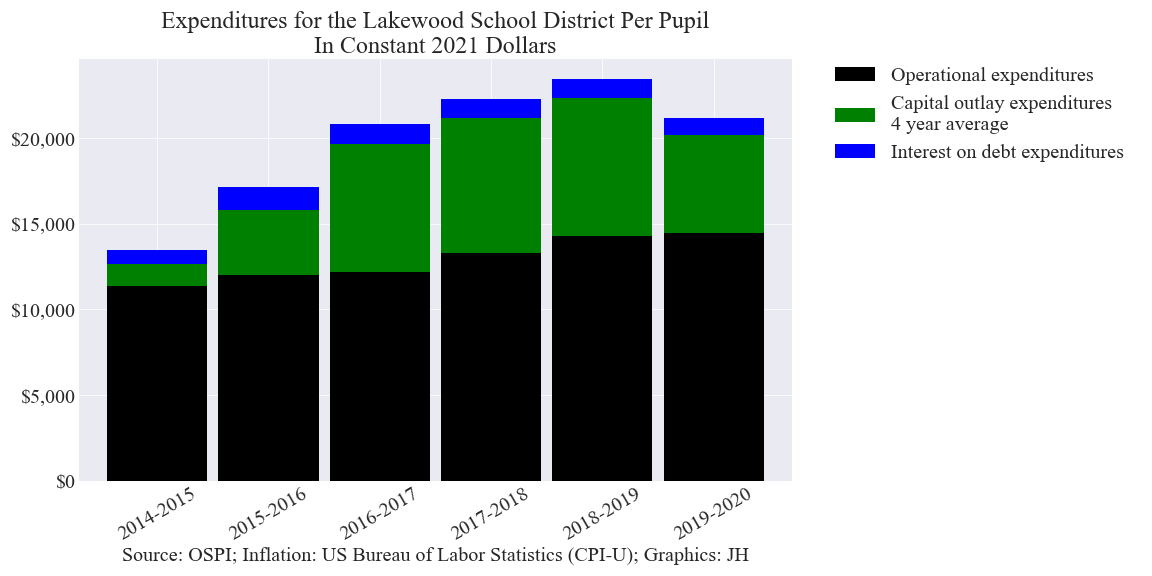 Expenditures for the Lakewood School District Per Pupil
In Constant 2021 Dollars
Operational expenditures
Capital outlay expenditures
4 year average
Interest on debt expenditures
$20,000
$15,000
$10,000
$5,000
$0
2014-2015
2015-2016
2016-2017
2017-2018
2018-2019
2019-2020
Source: OSPI; Inflation: US Bureau of Labor Statistics (CPI-U); Graphics: JH